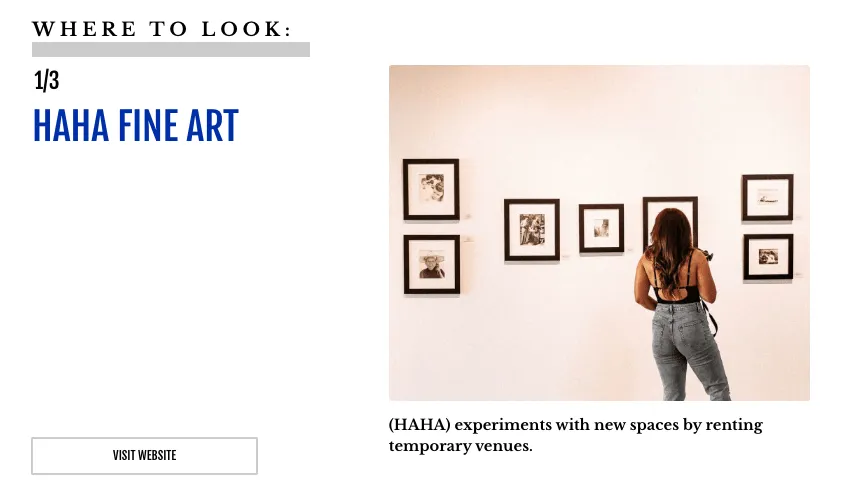 WHERE TO LOOK:
1/3
HAHA FINE ART
(HAHA) experiments with new spaces by renting
temporary venues.
VISIT WEBSITE